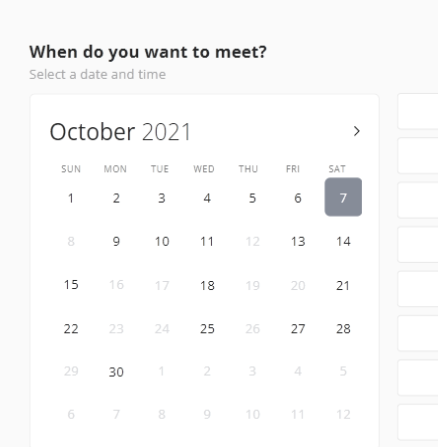 When do you want to meet?
Select a date and time
October 2021
SUN MON TUE WED THU FRI SAT
1 2 3 4 5 6 7
8 9 10 11 12 13 14
15 16 17 18 19 20 21
22 23 24 25 26 27 28
29 30 1 2 3 4 5
6 7 8 9 10 11 12